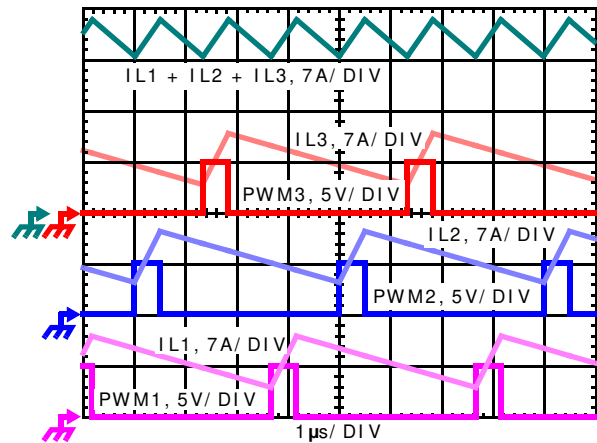 IL1 + IL2 + IL3, 7A/ DIV
IL3, 7A/ DIV
PWM3, 5V/ DIV
IL2, 7A/ DIV
PWM2, 5V/ DIV
IL1, 7A/ DIV
PWM1, 5V/ DIV
1µs/ DIV